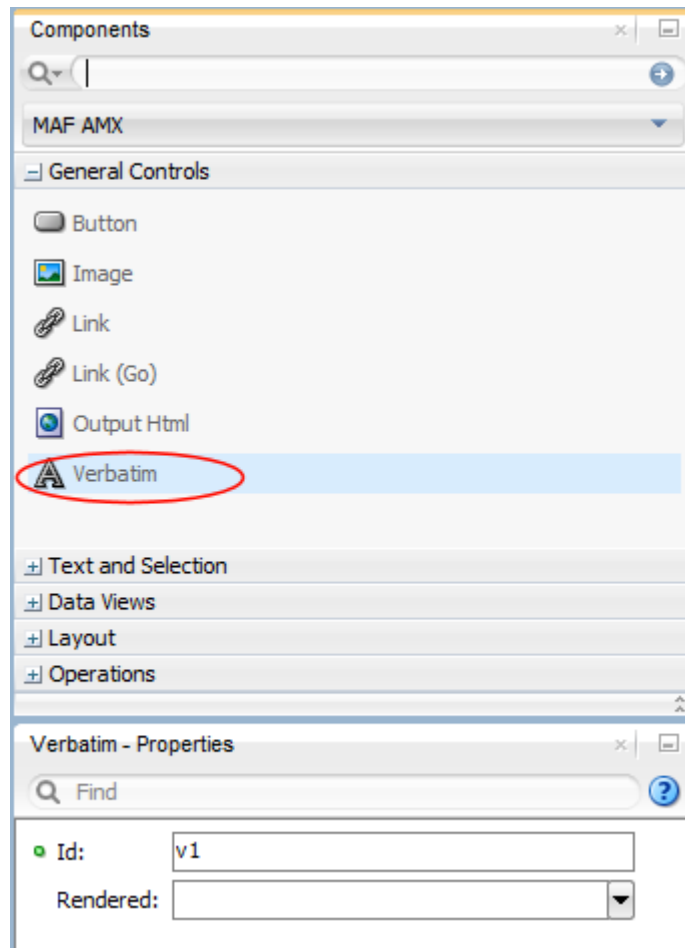 Components
MAF AMX
General Controls
Button
Image
Link
Link (Go)
Output Html
Verbatim
Text and Selection
Data Views
Layout
Operations
Verbatim - Properties
Find
Id: v1
Rendered: